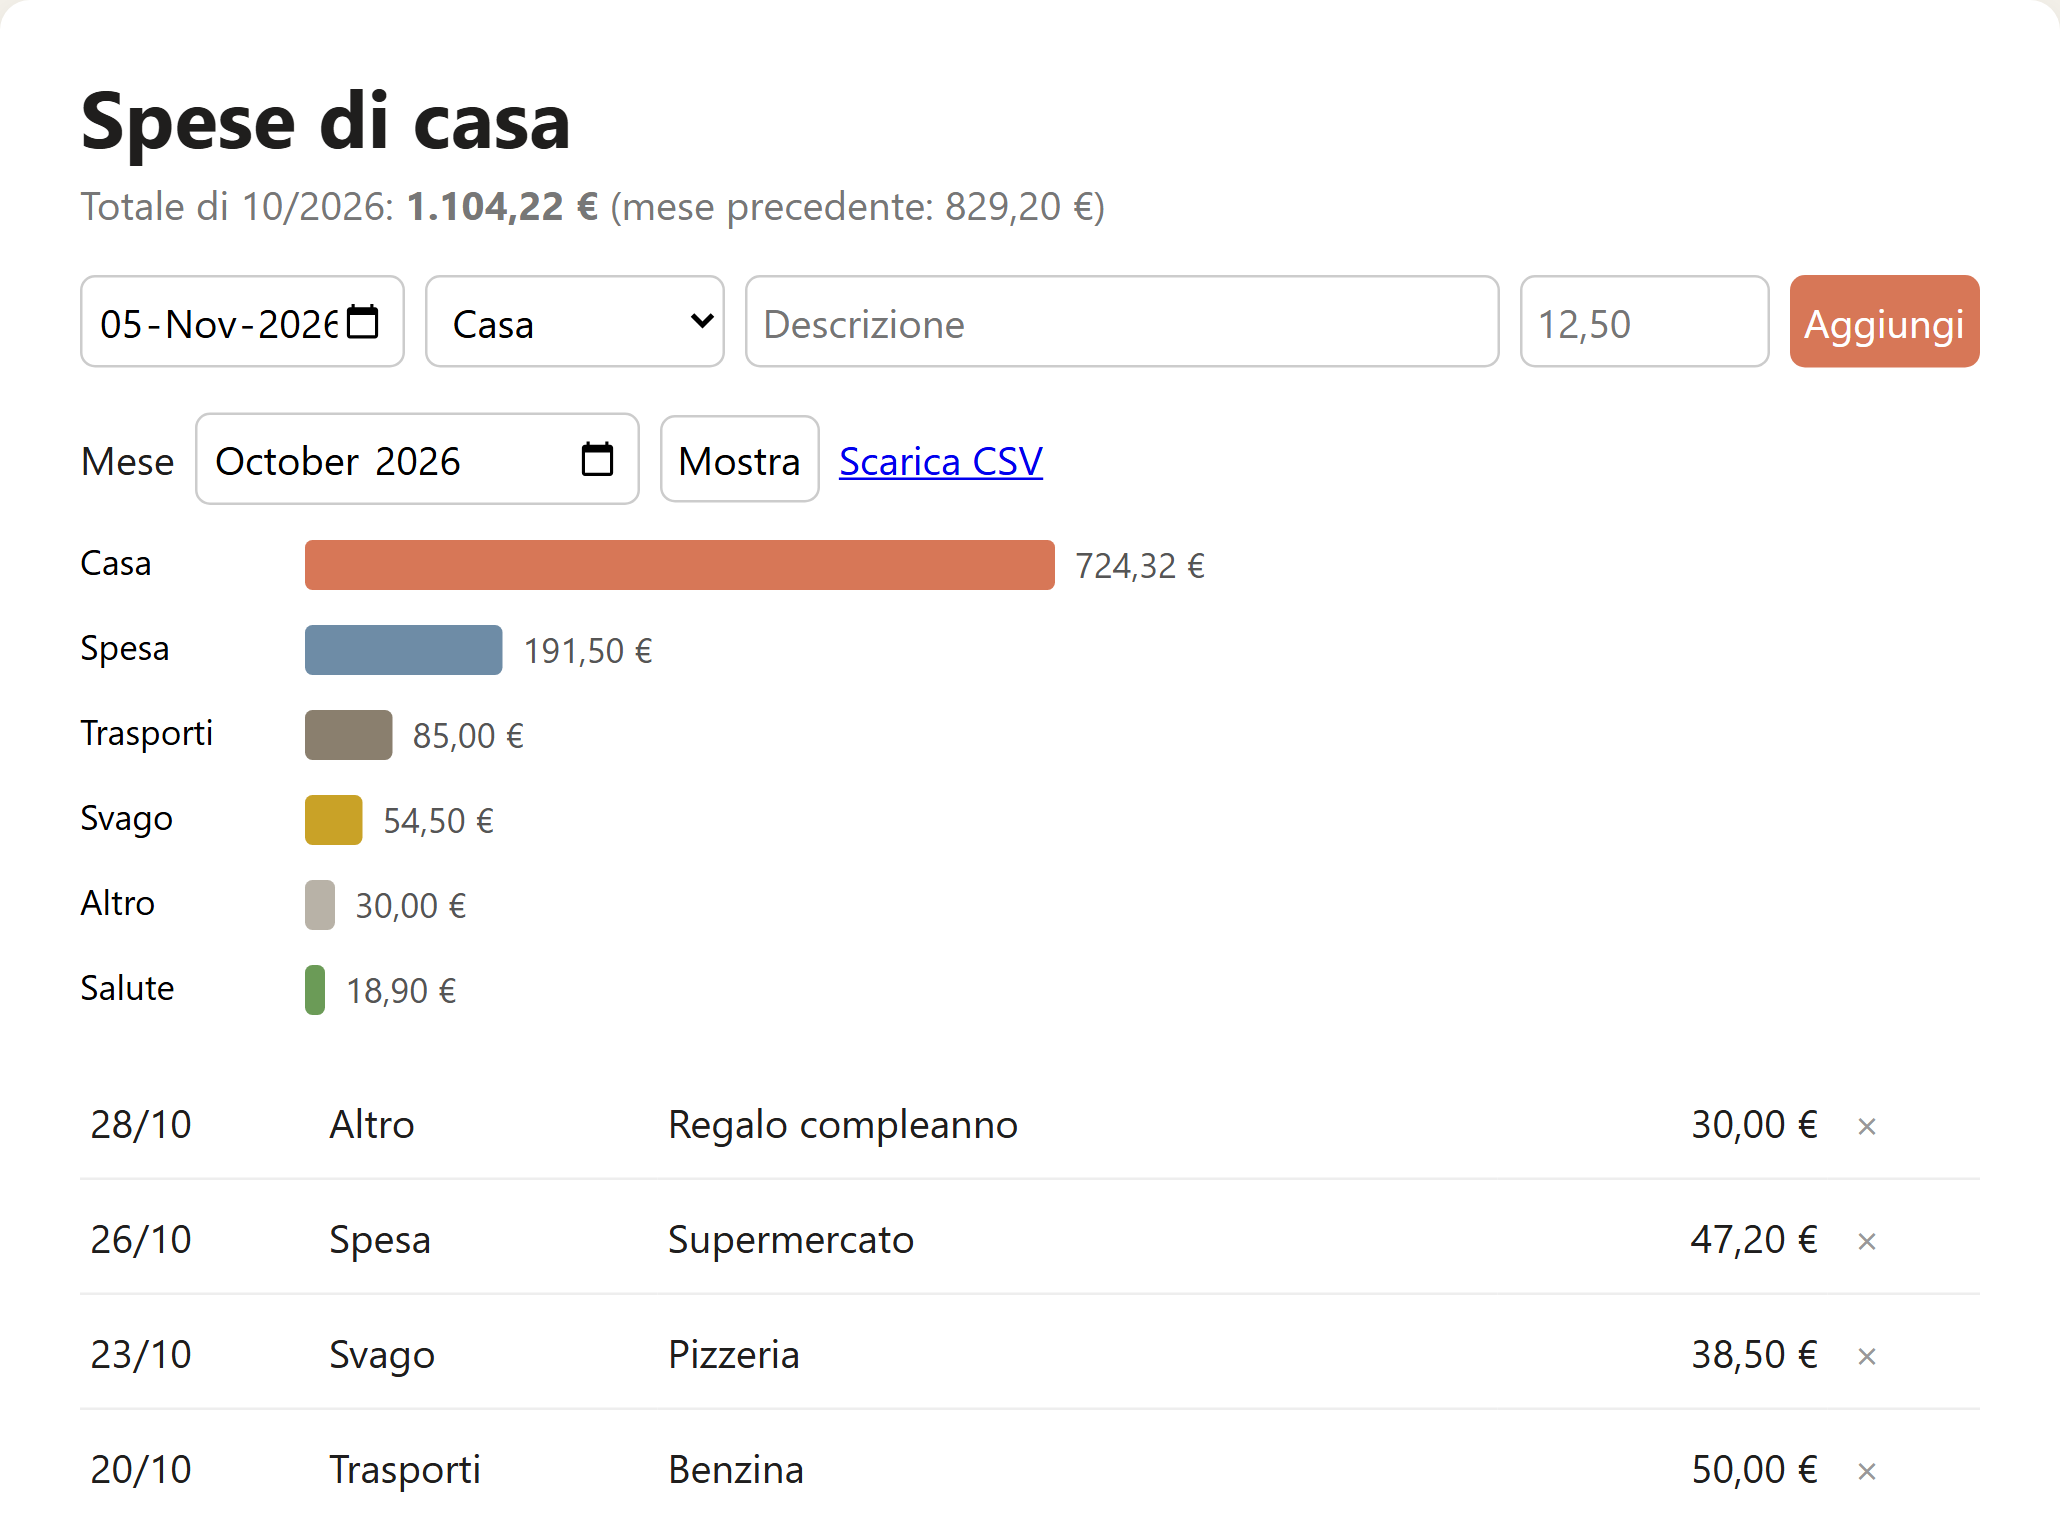 Spese di casa
Totale di 10/2026: 1.104,22 € (mese precedente: 829,20 €)
05-Nov-2026 Casa Descrizione 12,50 Aggiungi
Mese October 2026 Mostra Scarica CSV
Casa 724,32 €
Spesa 191,50 €
Trasporti 85,00 €
Svago 54,50 €
Altro 30,00 €
Salute 18,90 €
28/10 Altro Regalo compleanno 30,00 € ×
26/10 Spesa Supermercato 47,20 € ×
23/10 Svago Pizzeria 38,50 € ×
20/10 Trasporti Benzina 50,00 € ×